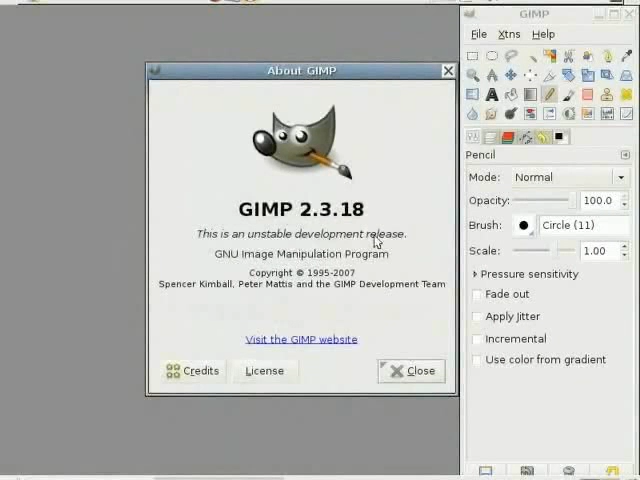 GIMP
File Xtns Help
About GIMP
GIMP 2.3.18
This is an unstable development release.
GNU Image Manipulation Program
Copyright © 1995-2007
Spencer Kimball, Peter Mattis and the GIMP Development Team
Visit the GIMP website
Credits License Close
Pencil
Mode: Normal
Opacity: 100.0
Brush: Circle (11)
Scale: 1.00
Pressure sensitivity
Fade out
Apply Jitter
Incremental
Use color from gradient